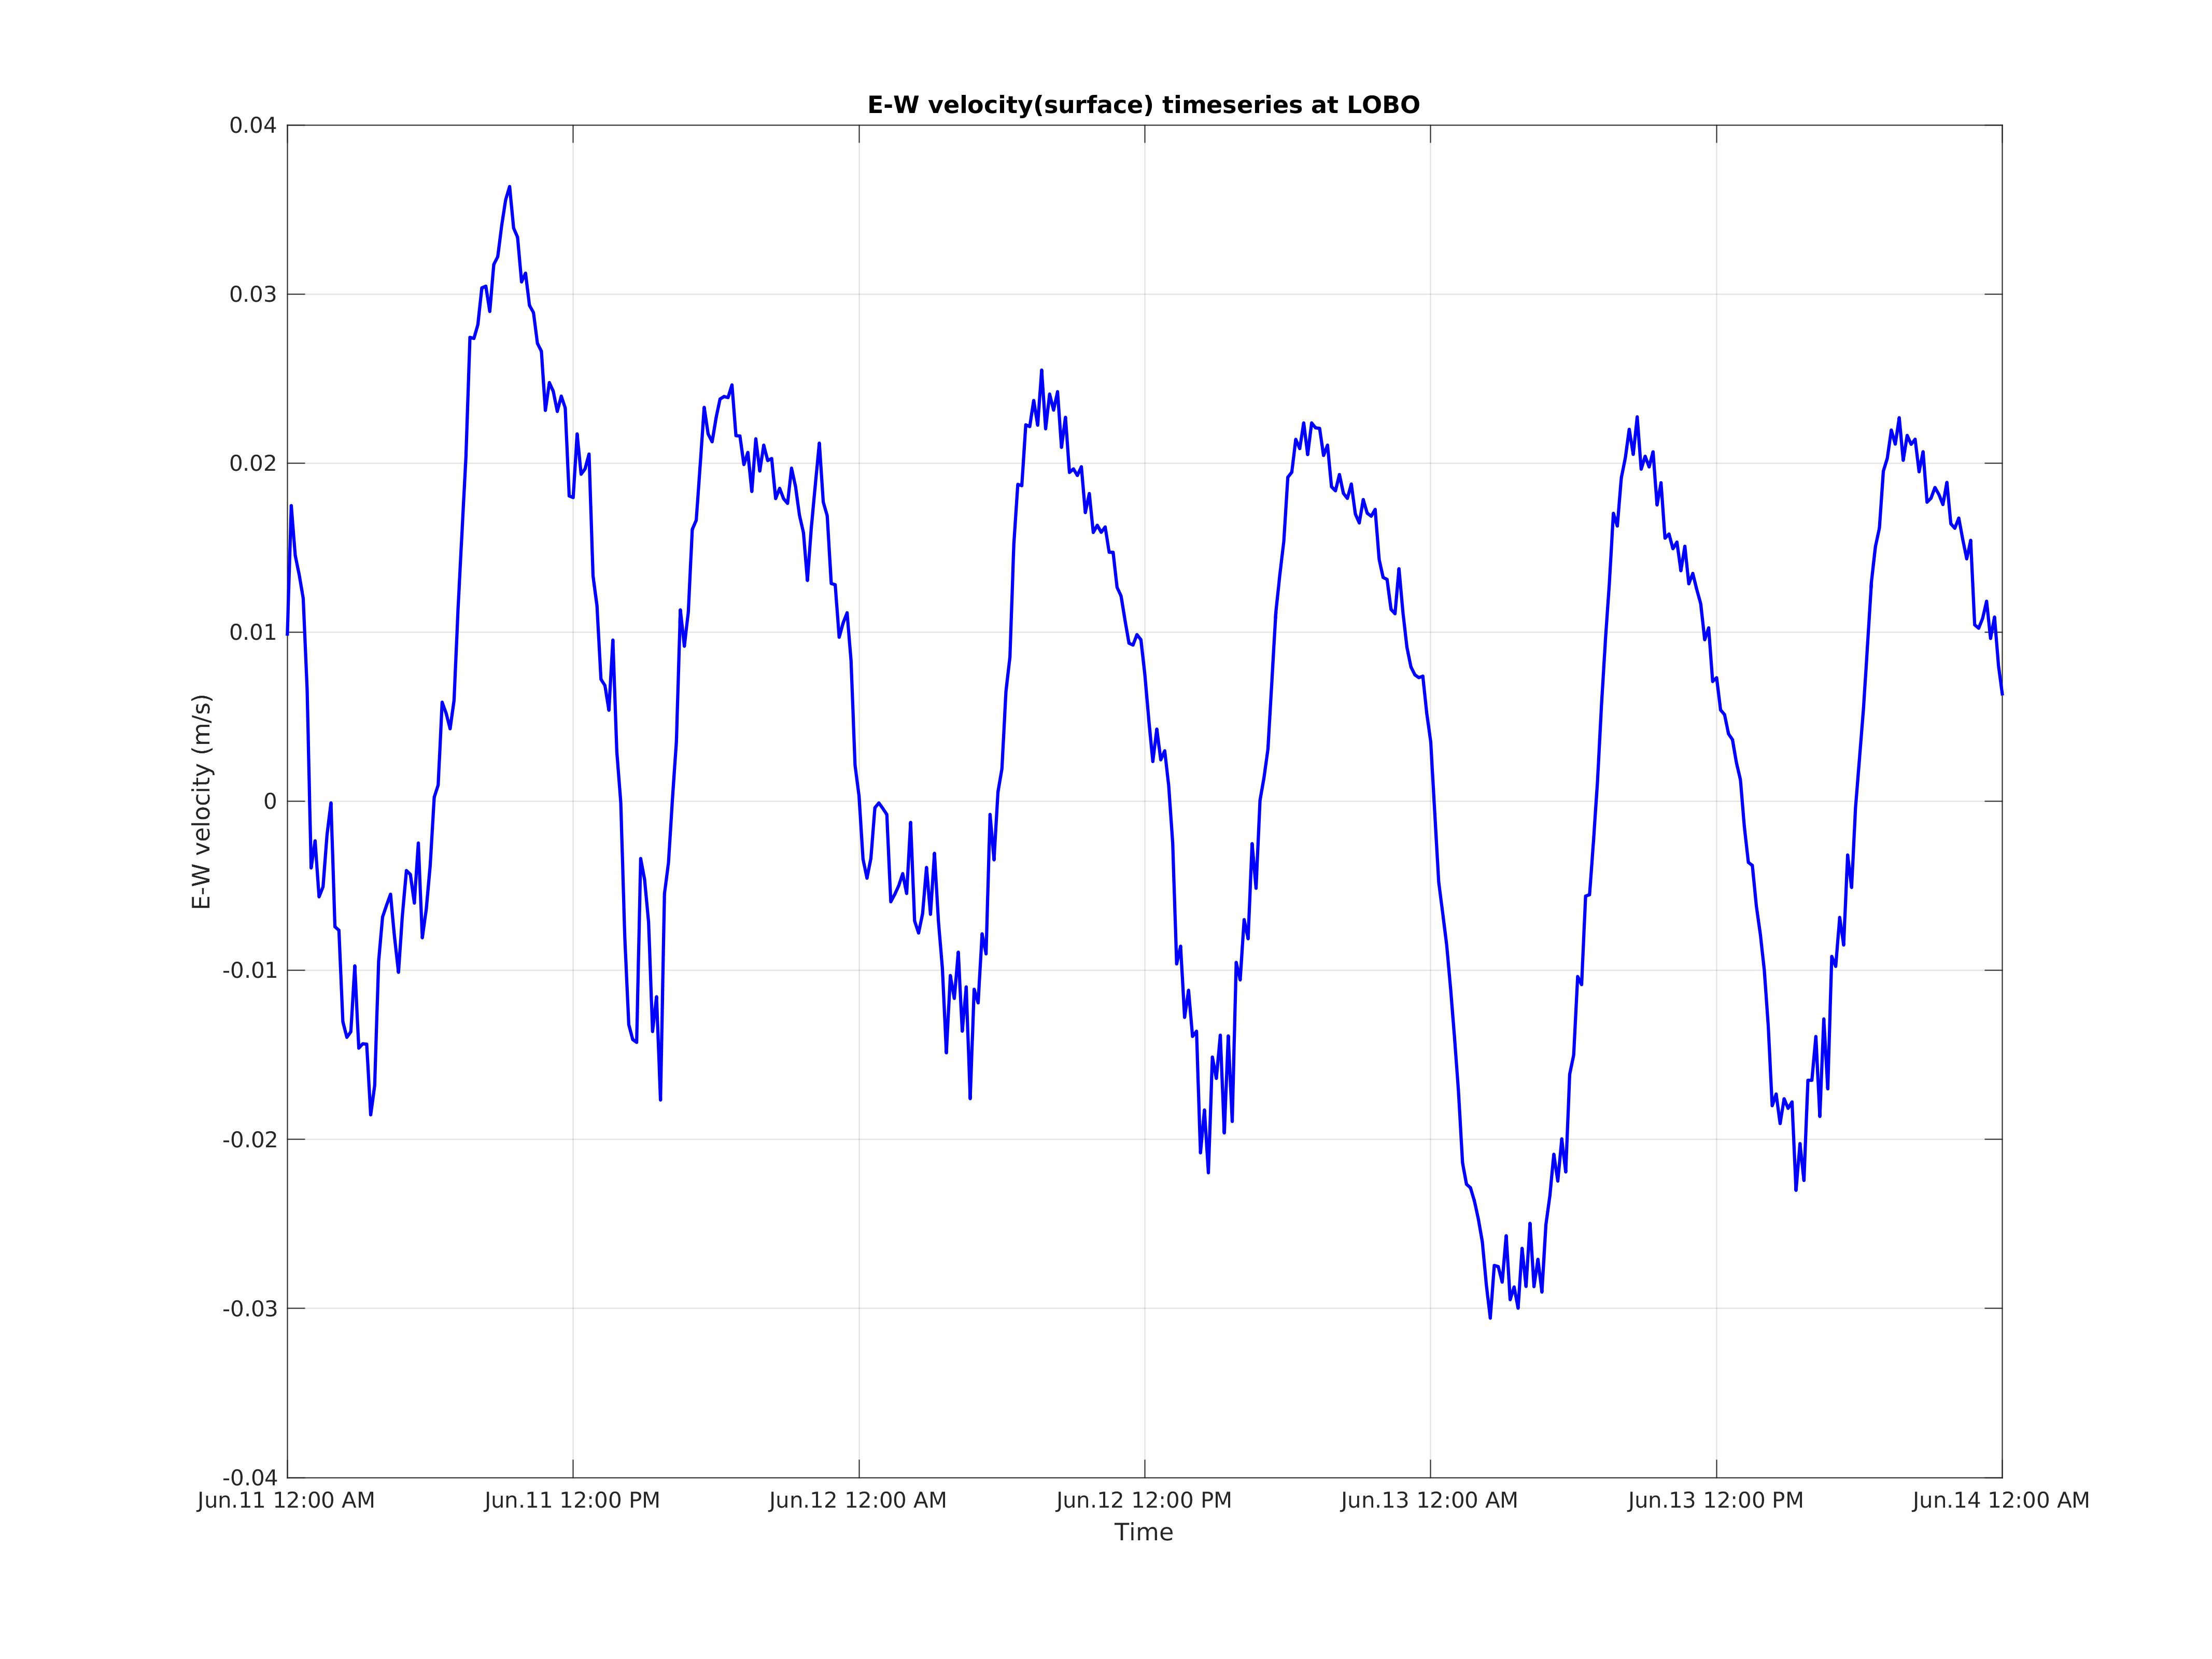 E-W velocity(surface) timeseries at LOBO
0.04
0.03
0.02
0.01
0
-0.01
-0.02
-0.03
-0.04
E-W velocity (m/s)
Jun.11 12:00 AM Jun.11 12:00 PM Jun.12 12:00 AM Jun.12 12:00 PM Jun.13 12:00 AM Jun.13 12:00 PM Jun.14 12:00 AM
Time